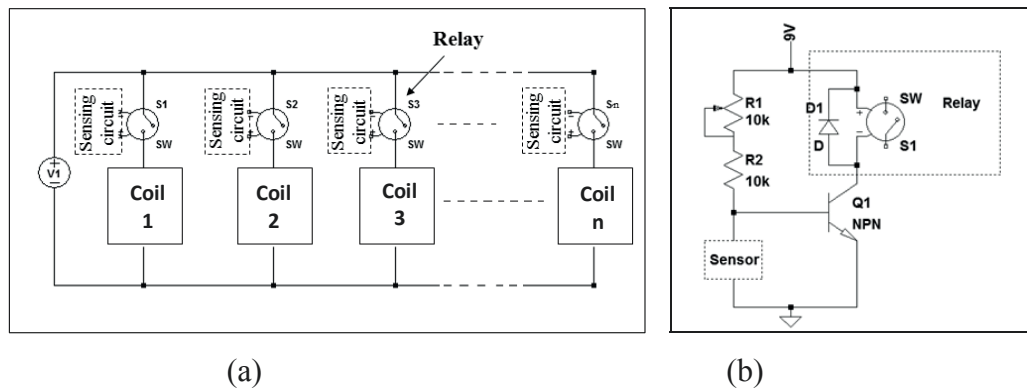 Relay
Sensing circuit
S1
SW
Sensing circuit
S2
SW
Sensing circuit
S3
SW
Sensing circuit
Sn
SW
V1
Coil 1
Coil 2
Coil 3
Coil n
(a)
9V
R1
10k
R2
10k
D1
D
+
−
SW
S1
Relay
Q1
NPN
Sensor
(b)